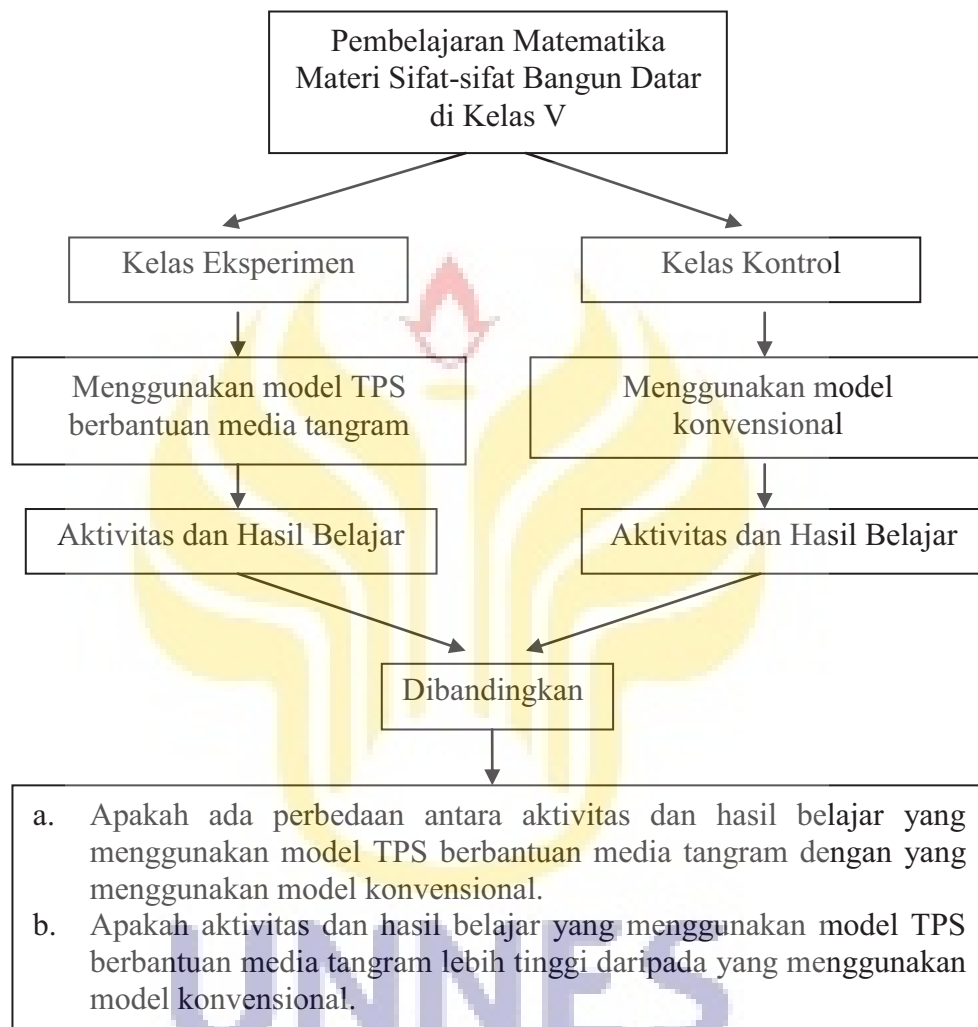 Pembelajaran Matematika
Materi Sifat-sifat Bangun Datar
di Kelas V
Kelas Eksperimen
Kelas Kontrol
Menggunakan model TPS
berbantuan media tangram
Menggunakan model
konvensional
Aktivitas dan Hasil Belajar
Aktivitas dan Hasil Belajar
Dibandingkan
a. Apakah ada perbedaan antara aktivitas dan hasil belajar yang
menggunakan model TPS berbantuan media tangram dengan yang
menggunakan model konvensional.
b. Apakah aktivitas dan hasil belajar yang menggunakan model TPS
berbantuan media tangram lebih tinggi daripada yang menggunakan
model konvensional.
UNNES